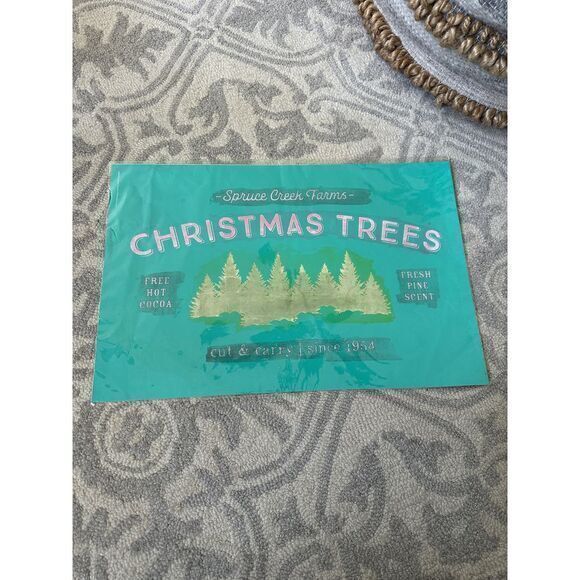 -Spruce Creek Farms-
CHRISTMAS TREES
FREE
HOT
COCOA
FRESH
PINE
SCENT
cut & carry | since 1954